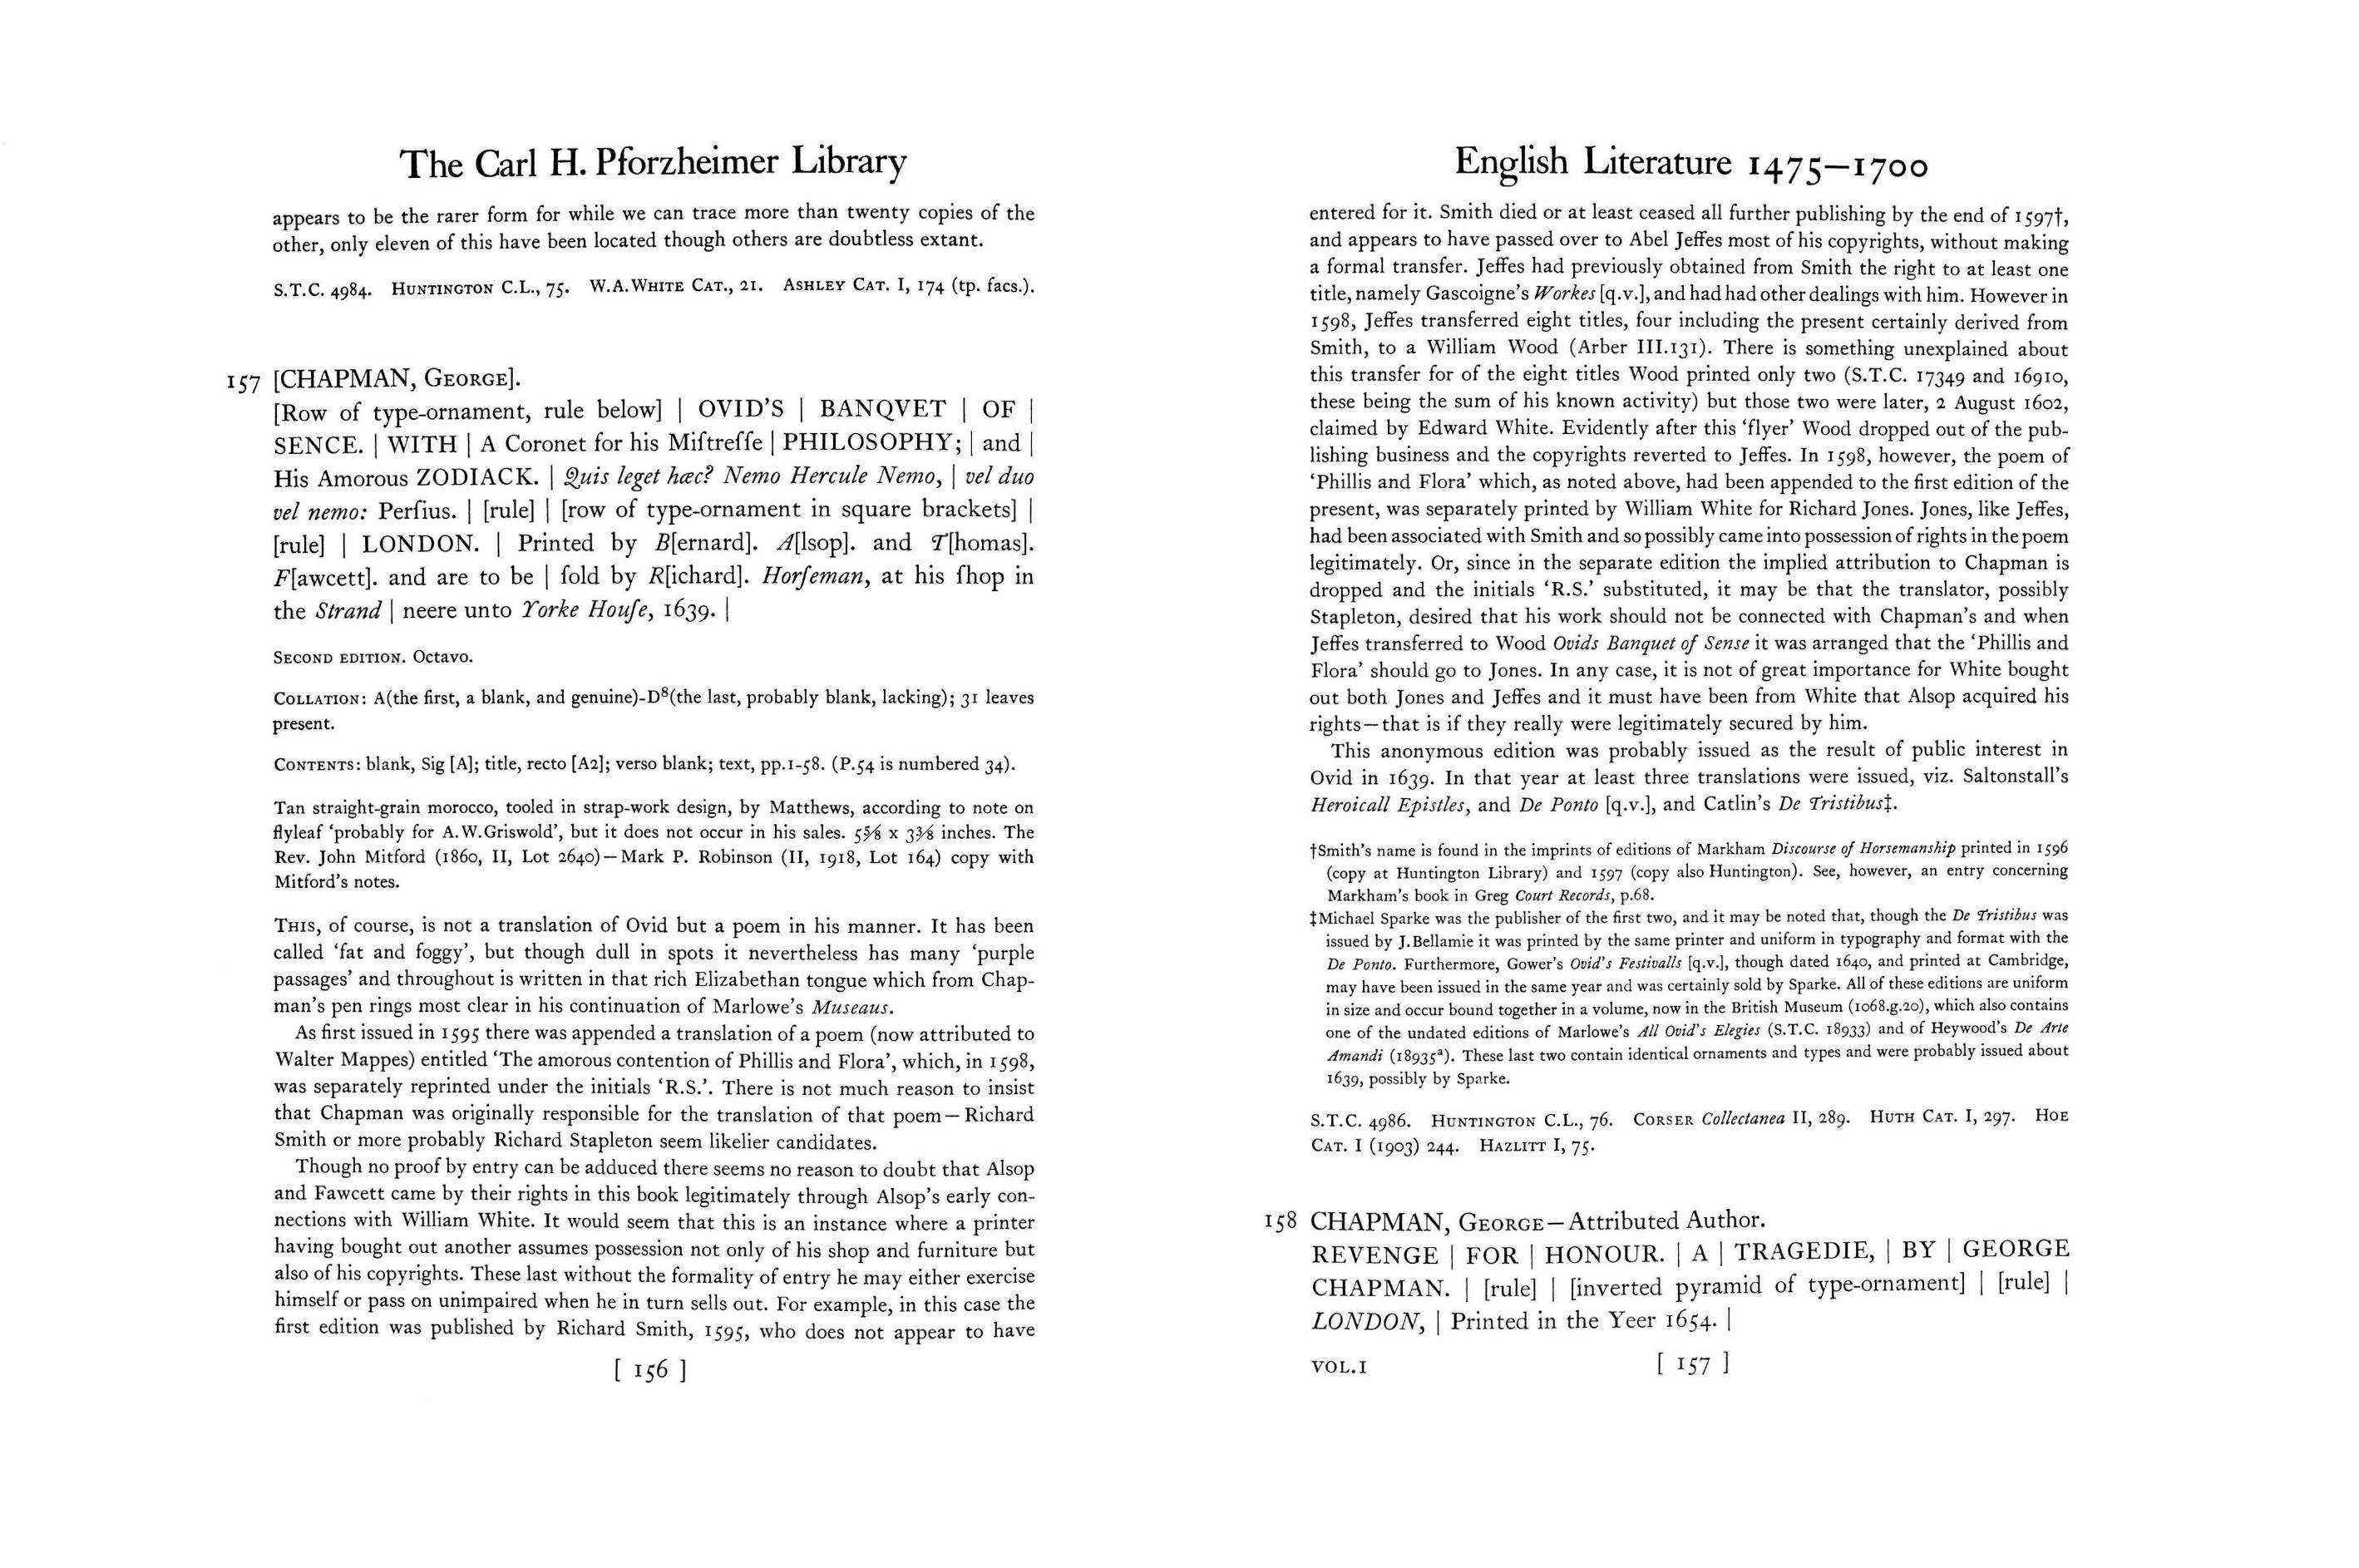 The Carl H. Pforzheimer Library
appears to be the rarer form for while we can trace more than twenty copies of the
other, only eleven of this have been located though others are doubtless extant.
S.T.C. 4984. HUNTINGTON C.L., 75. W.A.WHITE CAT., 21. ASHLEY CAT. I, 174 (tp. facs.).
157 [CHAPMAN, GEORGE].
[Row of type-ornament, rule below] | OVID'S | BANQVET | OF |
SENCE. | WITH | A Coronet for his Miſtreſſe | PHILOSOPHY; | and |
His Amorous ZODIACK. | Quis leget hæc? Nemo Hercule Nemo, | vel duo
vel nemo: Perſius. | [rule] | [row of type-ornament in square brackets] |
[rule] | LONDON. | Printed by B[ernard]. A[lsop]. and T[homas].
F[awcett]. and are to be | ſold by R[ichard]. Horſeman, at his ſhop in
the Strand | neere unto Yorke Houſe, 1639. |
SECOND EDITION. Octavo.
COLLATION: A(the first, a blank, and genuine)-D⁸(the last, probably blank, lacking); 31 leaves
present.
CONTENTS: blank, Sig [A]; title, recto [A2]; verso blank; text, pp.1-58. (P.54 is numbered 34).
Tan straight-grain morocco, tooled in strap-work design, by Matthews, according to note on
flyleaf 'probably for A.W.Griswold', but it does not occur in his sales. 5⅝ x 3⅜ inches. The
Rev. John Mitford (1860, II, Lot 2640)—Mark P. Robinson (II, 1918, Lot 164) copy with
Mitford's notes.
THIS, of course, is not a translation of Ovid but a poem in his manner. It has been
called 'fat and foggy', but though dull in spots it nevertheless has many 'purple
passages' and throughout is written in that rich Elizabethan tongue which from Chap-
man's pen rings most clear in his continuation of Marlowe's Museaus.
As first issued in 1595 there was appended a translation of a poem (now attributed to
Walter Mappes) entitled 'The amorous contention of Phillis and Flora', which, in 1598,
was separately reprinted under the initials 'R.S.'. There is not much reason to insist
that Chapman was originally responsible for the translation of that poem—Richard
Smith or more probably Richard Stapleton seem likelier candidates.
Though no proof by entry can be adduced there seems no reason to doubt that Alsop
and Fawcett came by their rights in this book legitimately through Alsop's early con-
nections with William White. It would seem that this is an instance where a printer
having bought out another assumes possession not only of his shop and furniture but
also of his copyrights. These last without the formality of entry he may either exercise
himself or pass on unimpaired when he in turn sells out. For example, in this case the
first edition was published by Richard Smith, 1595, who does not appear to have
[ 156 ]
English Literature 1475—1700
entered for it. Smith died or at least ceased all further publishing by the end of 1597†,
and appears to have passed over to Abel Jeffes most of his copyrights, without making
a formal transfer. Jeffes had previously obtained from Smith the right to at least one
title, namely Gascoigne's Workes [q.v.], and had had other dealings with him. However in
1598, Jeffes transferred eight titles, four including the present certainly derived from
Smith, to a William Wood (Arber III.131). There is something unexplained about
this transfer for of the eight titles Wood printed only two (S.T.C. 17349 and 16910,
these being the sum of his known activity) but those two were later, 2 August 1602,
claimed by Edward White. Evidently after this 'flyer' Wood dropped out of the pub-
lishing business and the copyrights reverted to Jeffes. In 1598, however, the poem of
'Phillis and Flora' which, as noted above, had been appended to the first edition of the
present, was separately printed by William White for Richard Jones. Jones, like Jeffes,
had been associated with Smith and so possibly came into possession of rights in the poem
legitimately. Or, since in the separate edition the implied attribution to Chapman is
dropped and the initials 'R.S.' substituted, it may be that the translator, possibly
Stapleton, desired that his work should not be connected with Chapman's and when
Jeffes transferred to Wood Ovids Banquet of Sense it was arranged that the 'Phillis and
Flora' should go to Jones. In any case, it is not of great importance for White bought
out both Jones and Jeffes and it must have been from White that Alsop acquired his
rights—that is if they really were legitimately secured by him.
This anonymous edition was probably issued as the result of public interest in
Ovid in 1639. In that year at least three translations were issued, viz. Saltonstall's
Heroicall Epistles, and De Ponto [q.v.], and Catlin's De Tristibus‡.
†Smith's name is found in the imprints of editions of Markham Discourse of Horsemanship printed in 1596
(copy at Huntington Library) and 1597 (copy also Huntington). See, however, an entry concerning
Markham's book in Greg Court Records, p.68.
‡Michael Sparke was the publisher of the first two, and it may be noted that, though the De Tristibus was
issued by J.Bellamie it was printed by the same printer and uniform in typography and format with the
De Ponto. Furthermore, Gower's Ovid's Festivalls [q.v.], though dated 1640, and printed at Cambridge,
may have been issued in the same year and was certainly sold by Sparke. All of these editions are uniform
in size and occur bound together in a volume, now in the British Museum (1068.g.20), which also contains
one of the undated editions of Marlowe's All Ovid's Elegies (S.T.C. 18933) and of Heywood's De Arte
Amandi (18935ᵃ). These last two contain identical ornaments and types and were probably issued about
1639, possibly by Sparke.
S.T.C. 4986. HUNTINGTON C.L., 76. CORSER Collectanea II, 289. HUTH CAT. I, 297. HOE
CAT. I (1903) 244. HAZLITT I, 75.
158 CHAPMAN, GEORGE—Attributed Author.
REVENGE | FOR | HONOUR. | A | TRAGEDIE, | BY | GEORGE
CHAPMAN. | [rule] | [inverted pyramid of type-ornament] | [rule] |
LONDON, | Printed in the Yeer 1654. |
VOL.I [ 157 ]